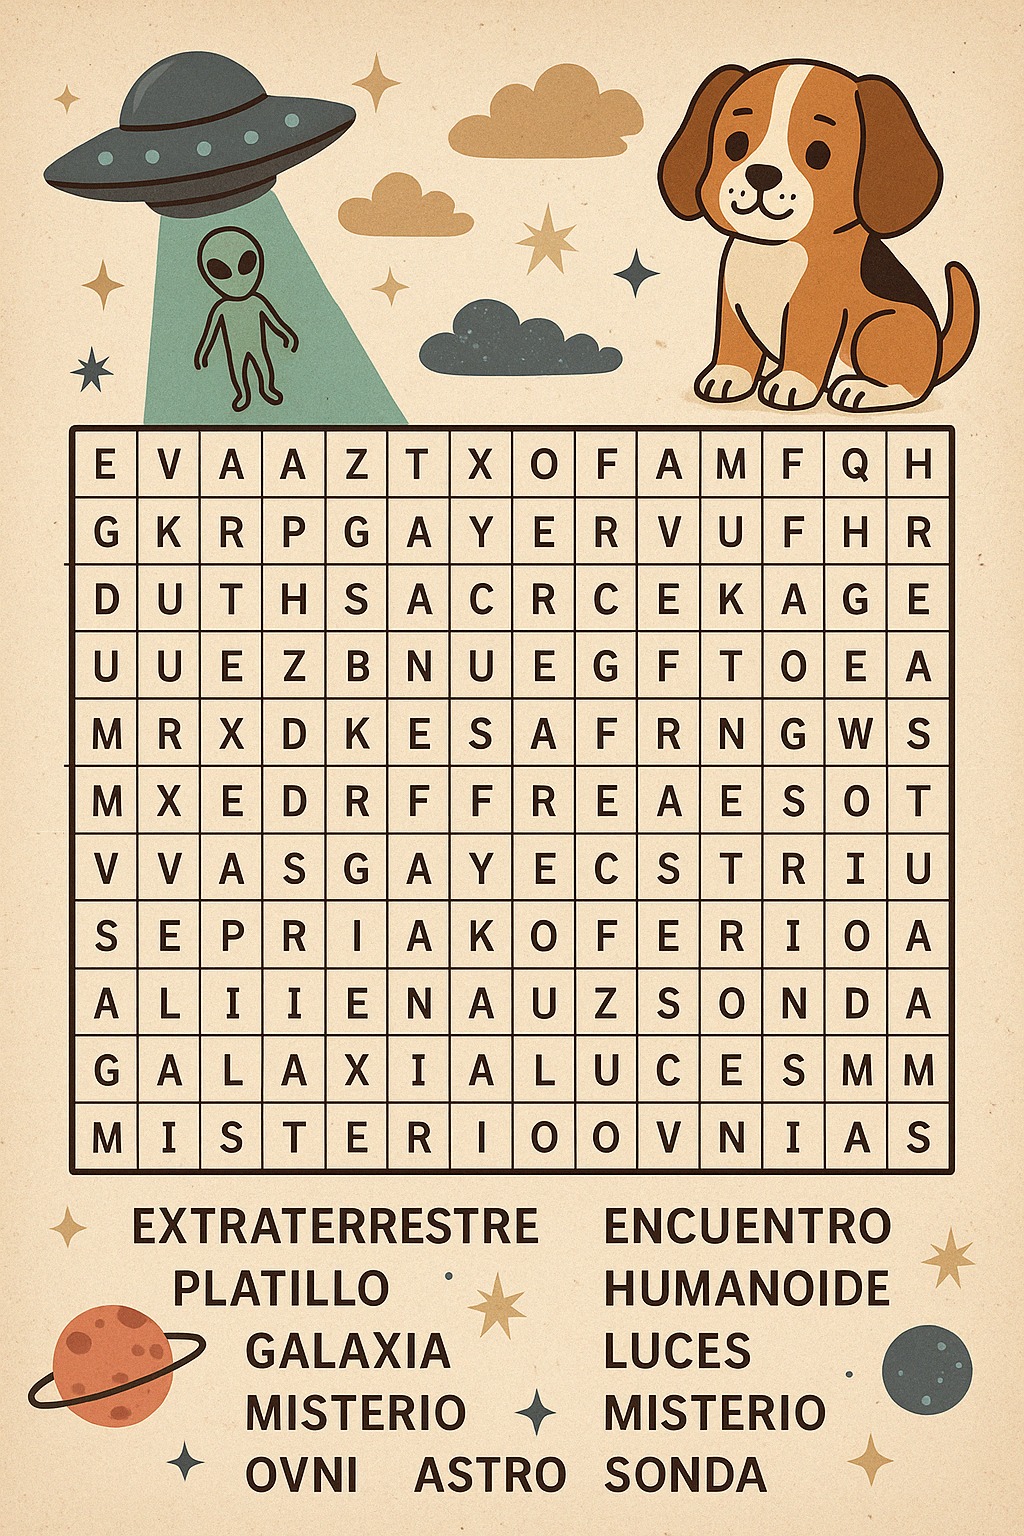 E V A A Z T X O F A M F Q H
G K R P G A Y E R V U F H R
D U T H S A C R C E K A G E
U U E Z B N U E G F T O E A
M R X D K E S A F R N G W S
M X E D R F F R E A E S O T
V V A S G A Y E C S T R I U
S E P R I A K O F E R I O A
A L I I E N A U Z S O N D A
G A L A X I A L U C E S M M
M I S T E R I O O V N I A S
EXTRATERRESTRE ENCUENTRO
PLATILLO HUMANOIDE
GALAXIA LUCES
MISTERIO MISTERIO
OVNI ASTRO SONDA